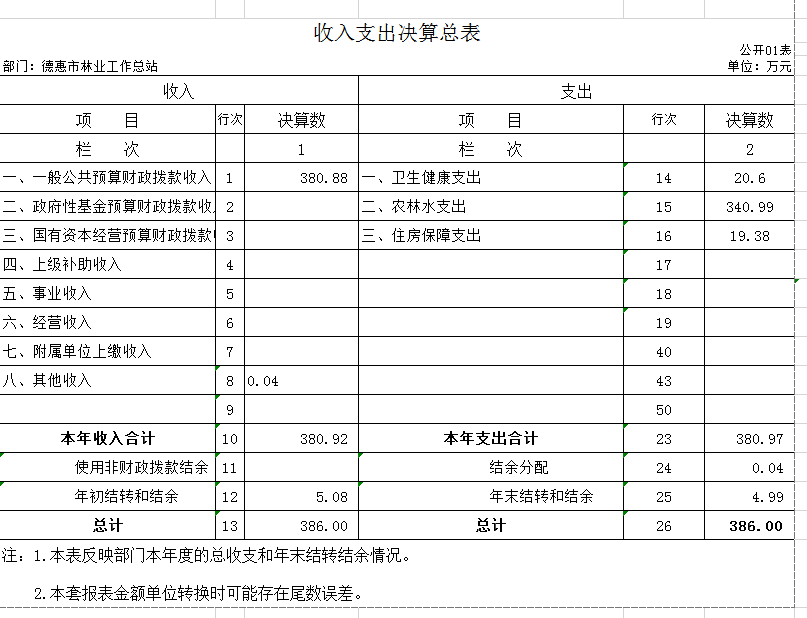 收入支出决算总表
公开01表
部门：德惠市林业工作总站 单位：万元
收入 支出
项 目 行次 决算数 项 目 行次 决算数
栏 次 1 栏 次 2
一、一般公共预算财政拨款收入 1 380.88 一、卫生健康支出 14 20.6
二、政府性基金预算财政拨款收 2 二、农林水支出 15 340.99
三、国有资本经营预算财政拨款 3 三、住房保障支出 16 19.38
四、上级补助收入 4 17
五、事业收入 5 18
六、经营收入 6 19
七、附属单位上缴收入 7 40
八、其他收入 8 0.04 43
9 50
本年收入合计 10 380.92 本年支出合计 23 380.97
使用非财政拨款结余 11 结余分配 24 0.04
年初结转和结余 12 5.08 年末结转和结余 25 4.99
总计 13 386.00 总计 26 386.00
注：1.本表反映部门本年度的总收支和年末结转结余情况。
2.本套报表金额单位转换时可能存在尾数误差。